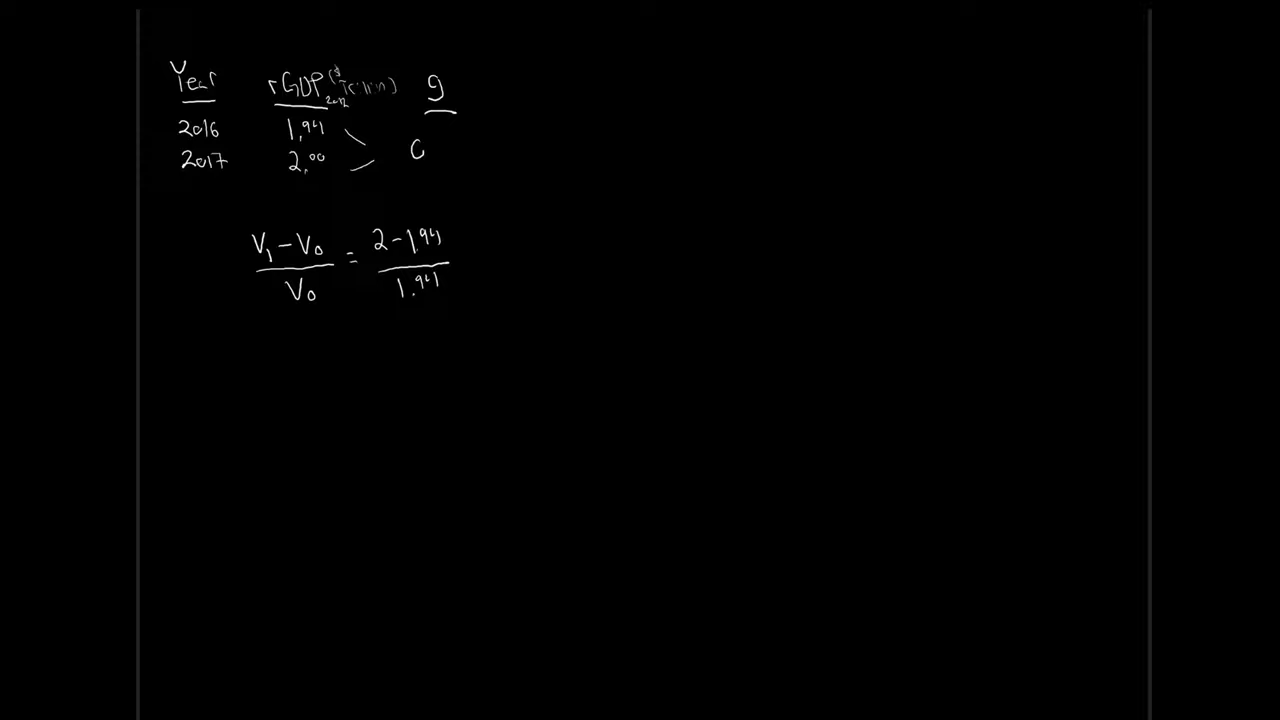 Year rGDP2012 ($ Trillion) g
2016 1.94
2017 2.00 0
V1 - V0 = 2 - 1.94
V0 1.94